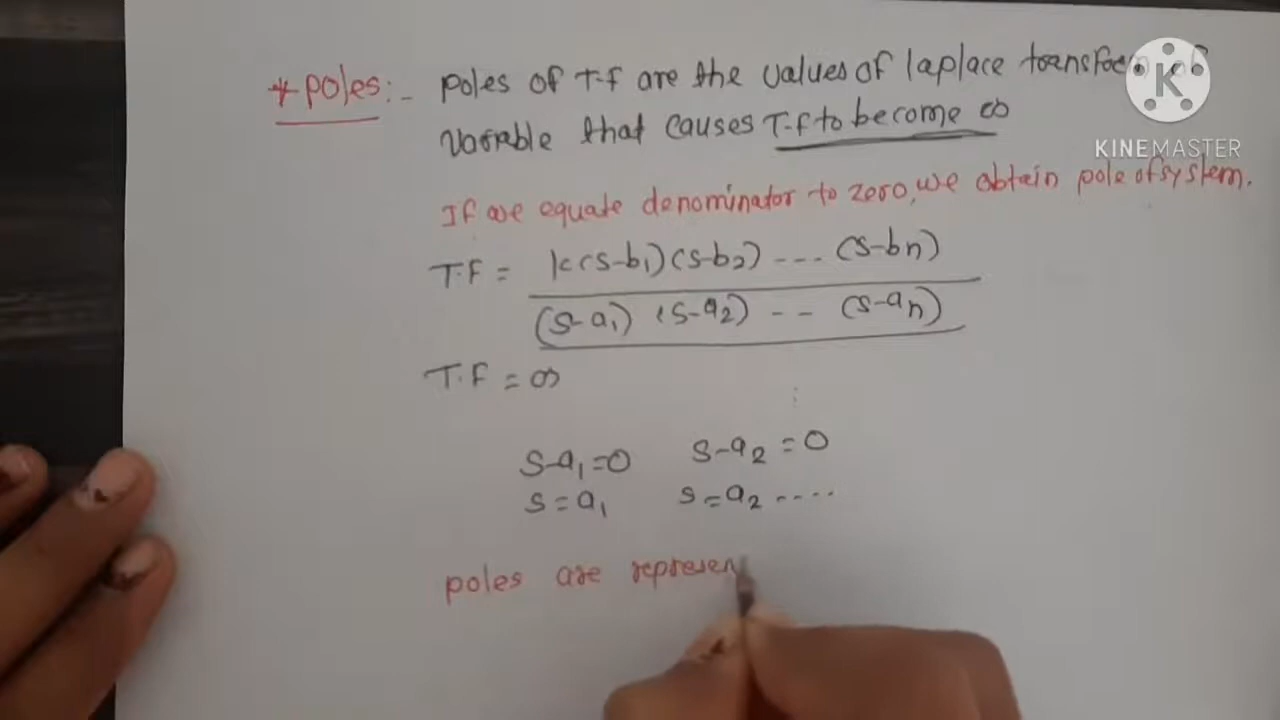 * poles:- poles of T.F are the values of laplace transform of
variable that causes T.F to become ∞
If we equate denominator to zero, we obtain pole of system.
T.F = K(s-b₁)(s-b₂) --- (s-bn)
(s-a₁) (s-a₂) -- (s-an)
T.F = ∞
s-a₁=0 s-a₂ = 0
s=a₁ s=a₂ ----
poles are represen
K
KINEMASTER